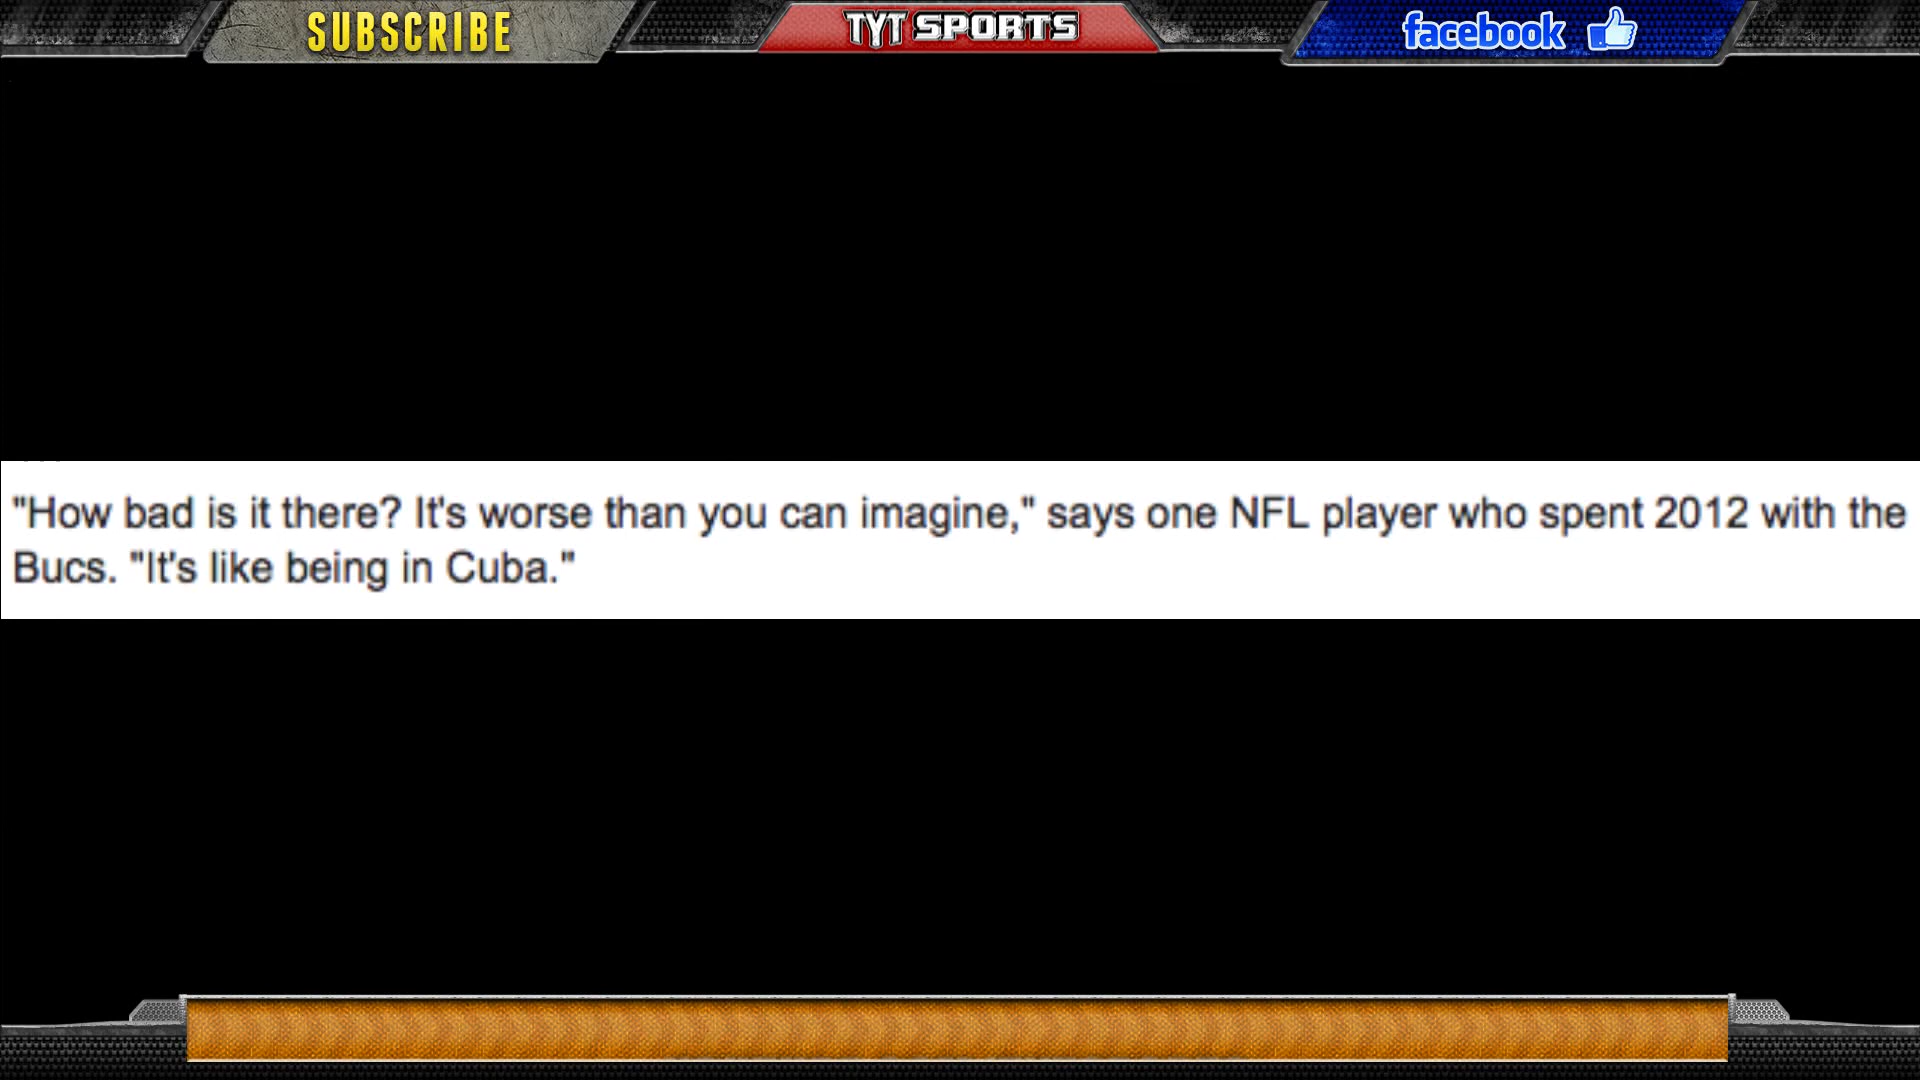 SUBSCRIBE
TYT SPORTS
facebook
"How bad is it there? It's worse than you can imagine," says one NFL player who spent 2012 with the
Bucs. "It's like being in Cuba."